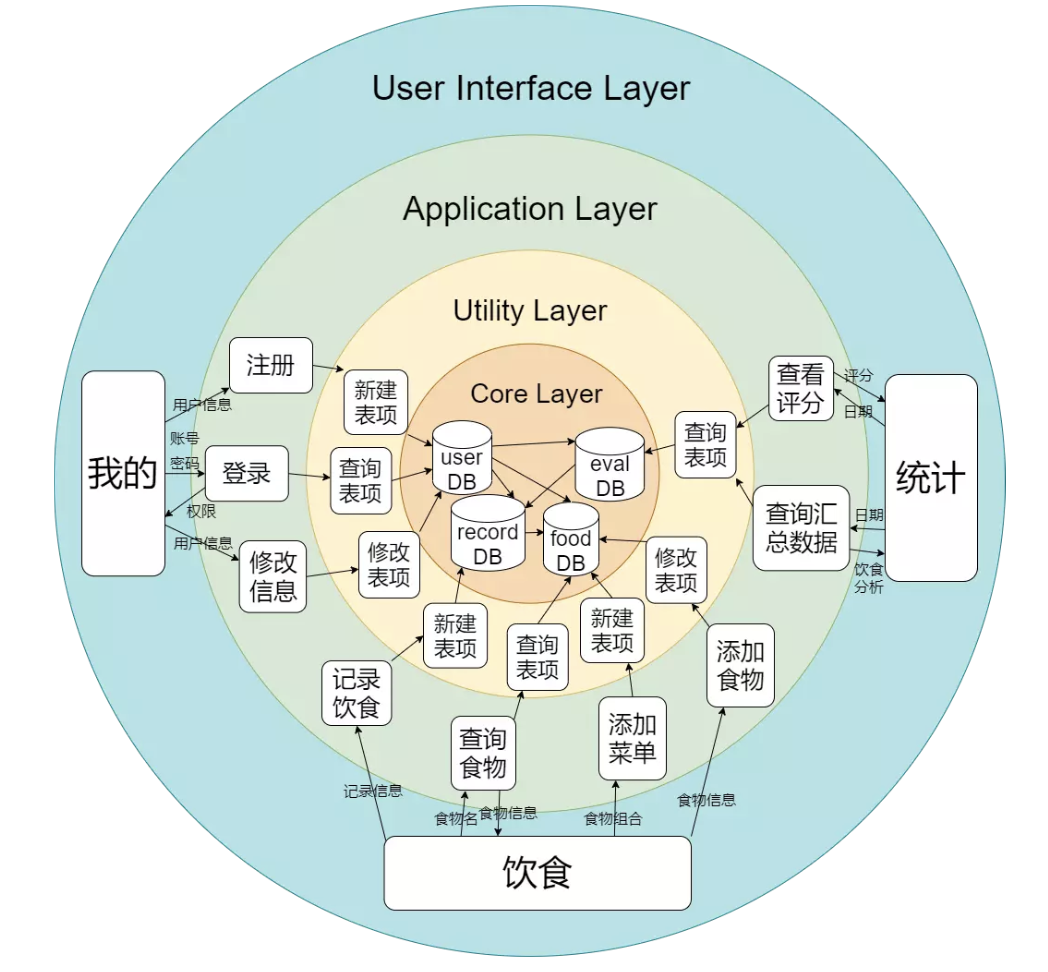 User Interface Layer
Application Layer
Utility Layer
Core Layer
我的
用户信息
账号
密码
权限
用户信息
注册
登录
修改
信息
新建
表项
查询
表项
修改
表项
user
DB
eval
DB
record
DB
food
DB
查询
表项
查看
评分
评分
日期
统计
查询汇
总数据
日期
饮食
分析
新建
表项
查询
表项
新建
表项
修改
表项
记录
饮食
查询
食物
添加
菜单
添加
食物
记录信息
食物名
食物信息
食物组合
食物信息
饮食